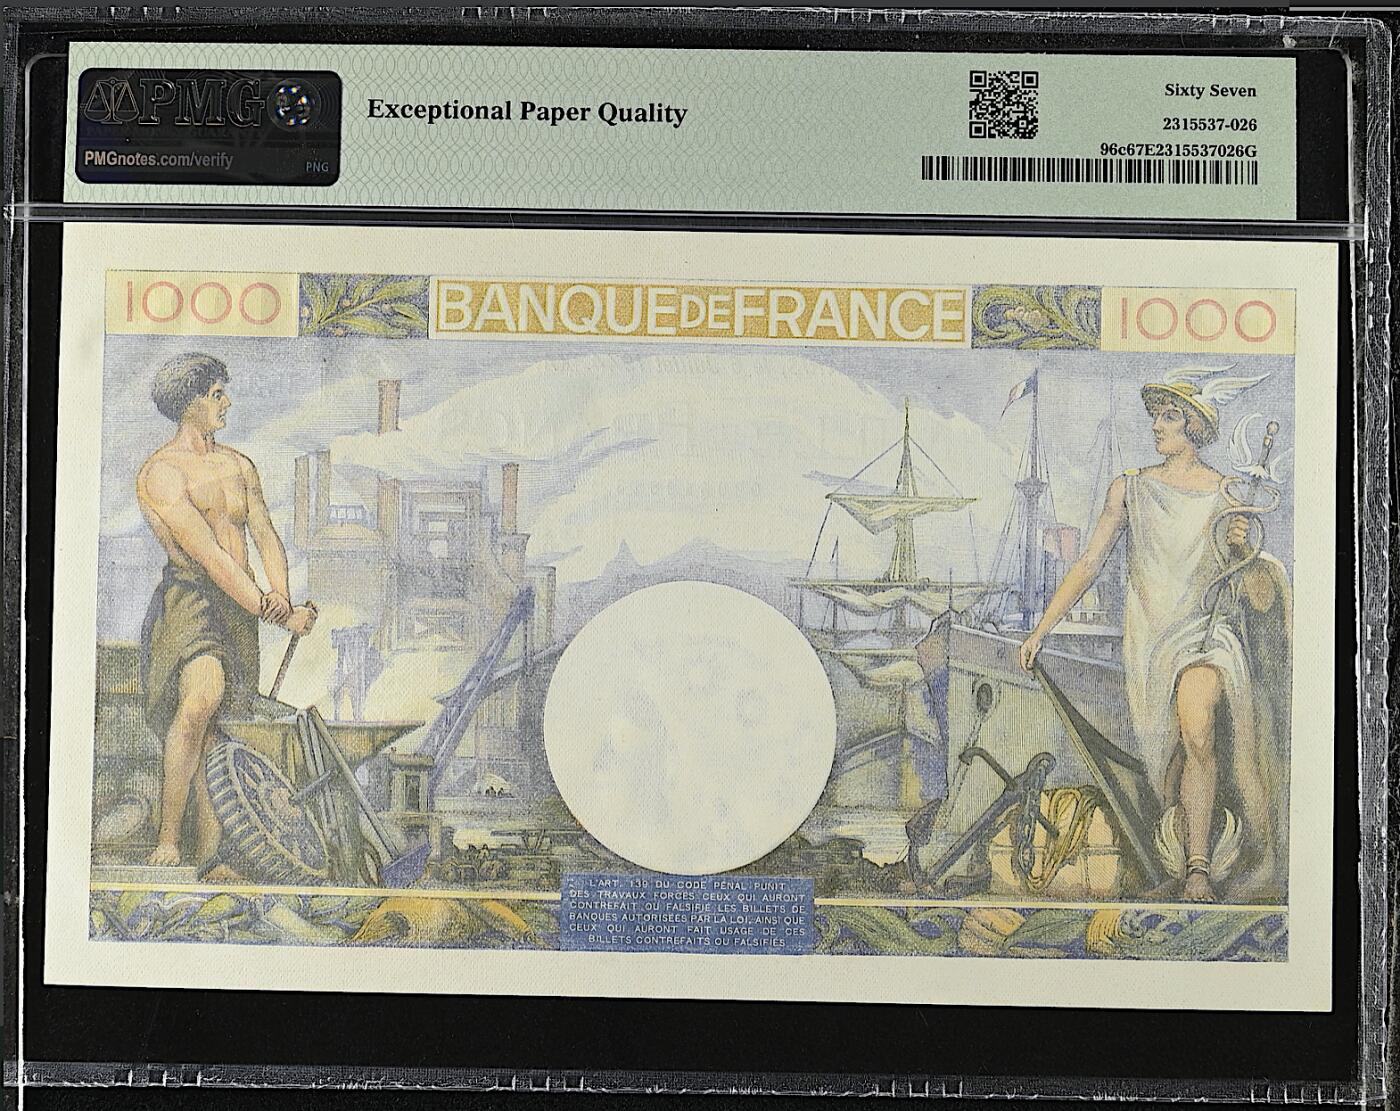 PMG
PMGnotes.com/verify
PNG
Exceptional Paper Quality
Sixty Seven
2315537-026
96c67E2315537026G
1000
BANQUE DE FRANCE
1000
L'ART. 139 DU CODE PÉNAL PUNIT
DES TRAVAUX FORCÉS CEUX QUI AURONT
CONTREFAIT OU FALSIFIÉ LES BILLETS DE
BANQUES AUTORISÉES PAR LA LOI, AINSI QUE
CEUX QUI AURONT FAIT USAGE DE CES
BILLETS CONTREFAITS OU FALSIFIÉS